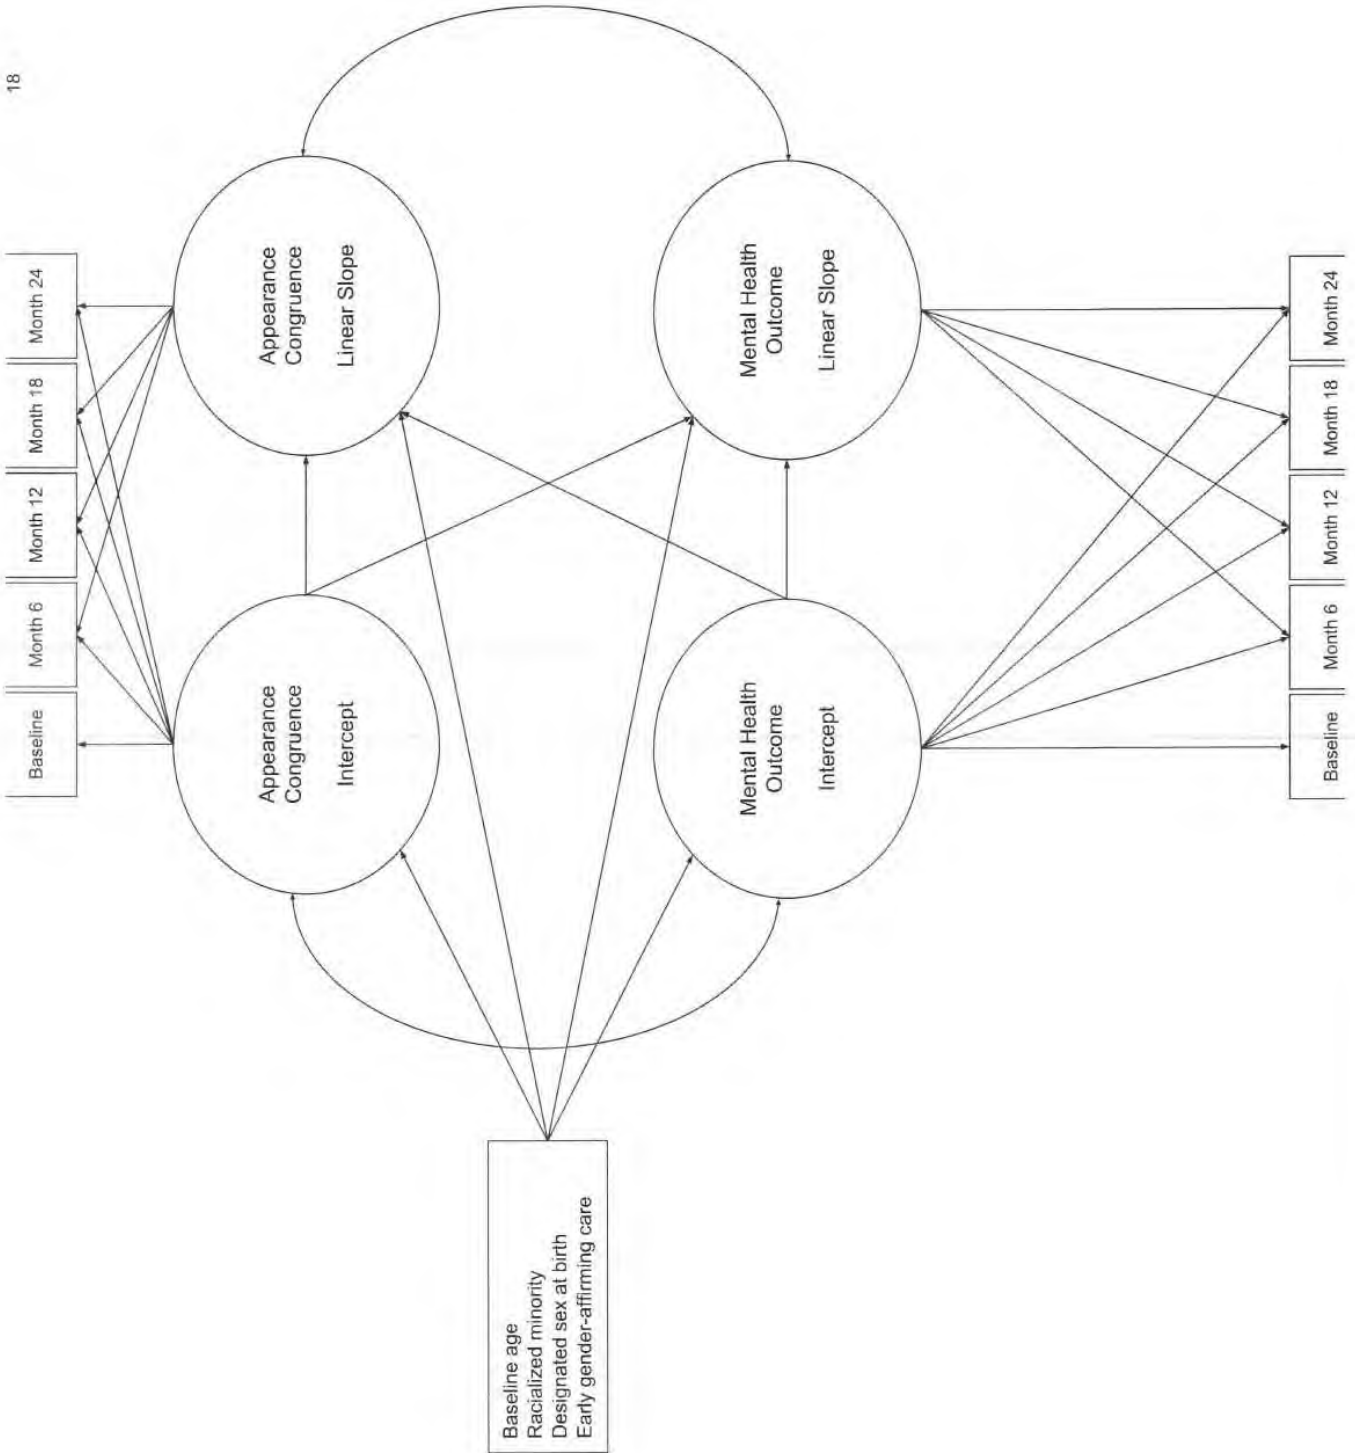 18
Baseline
Month 6
Month 12
Month 18
Month 24
Appearance
Congruence
Intercept
Appearance
Congruence
Linear Slope
Baseline age
Racialized minority
Designated sex at birth
Early gender-affirming care
Mental Health
Outcome
Intercept
Mental Health
Outcome
Linear Slope
Baseline
Month 6
Month 12
Month 18
Month 24